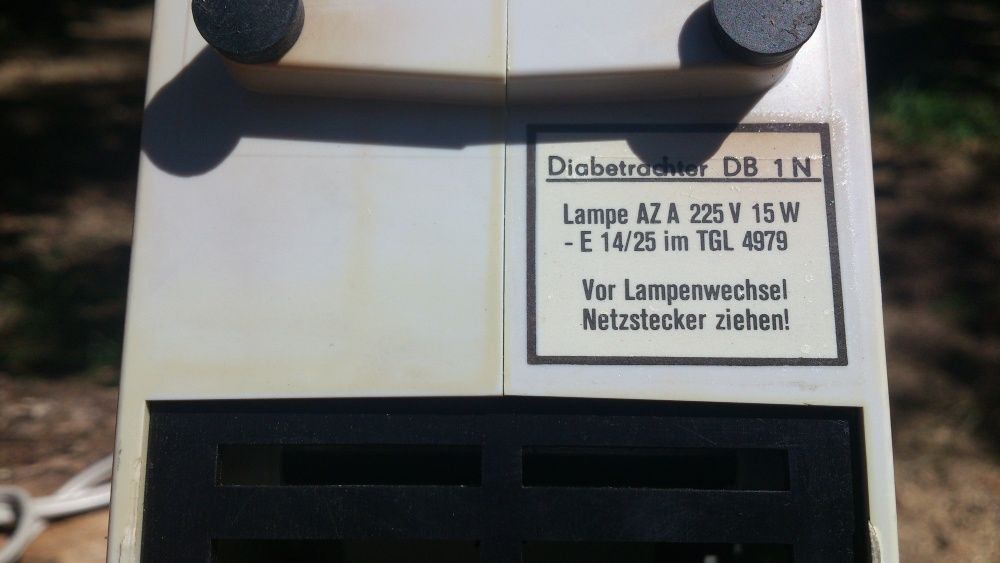 Diabetrachter DB 1 N
Lampe AZ A 225 V 15 W
- E 14/25 im TGL 4979
Vor Lampenwechsel
Netzstecker ziehen!